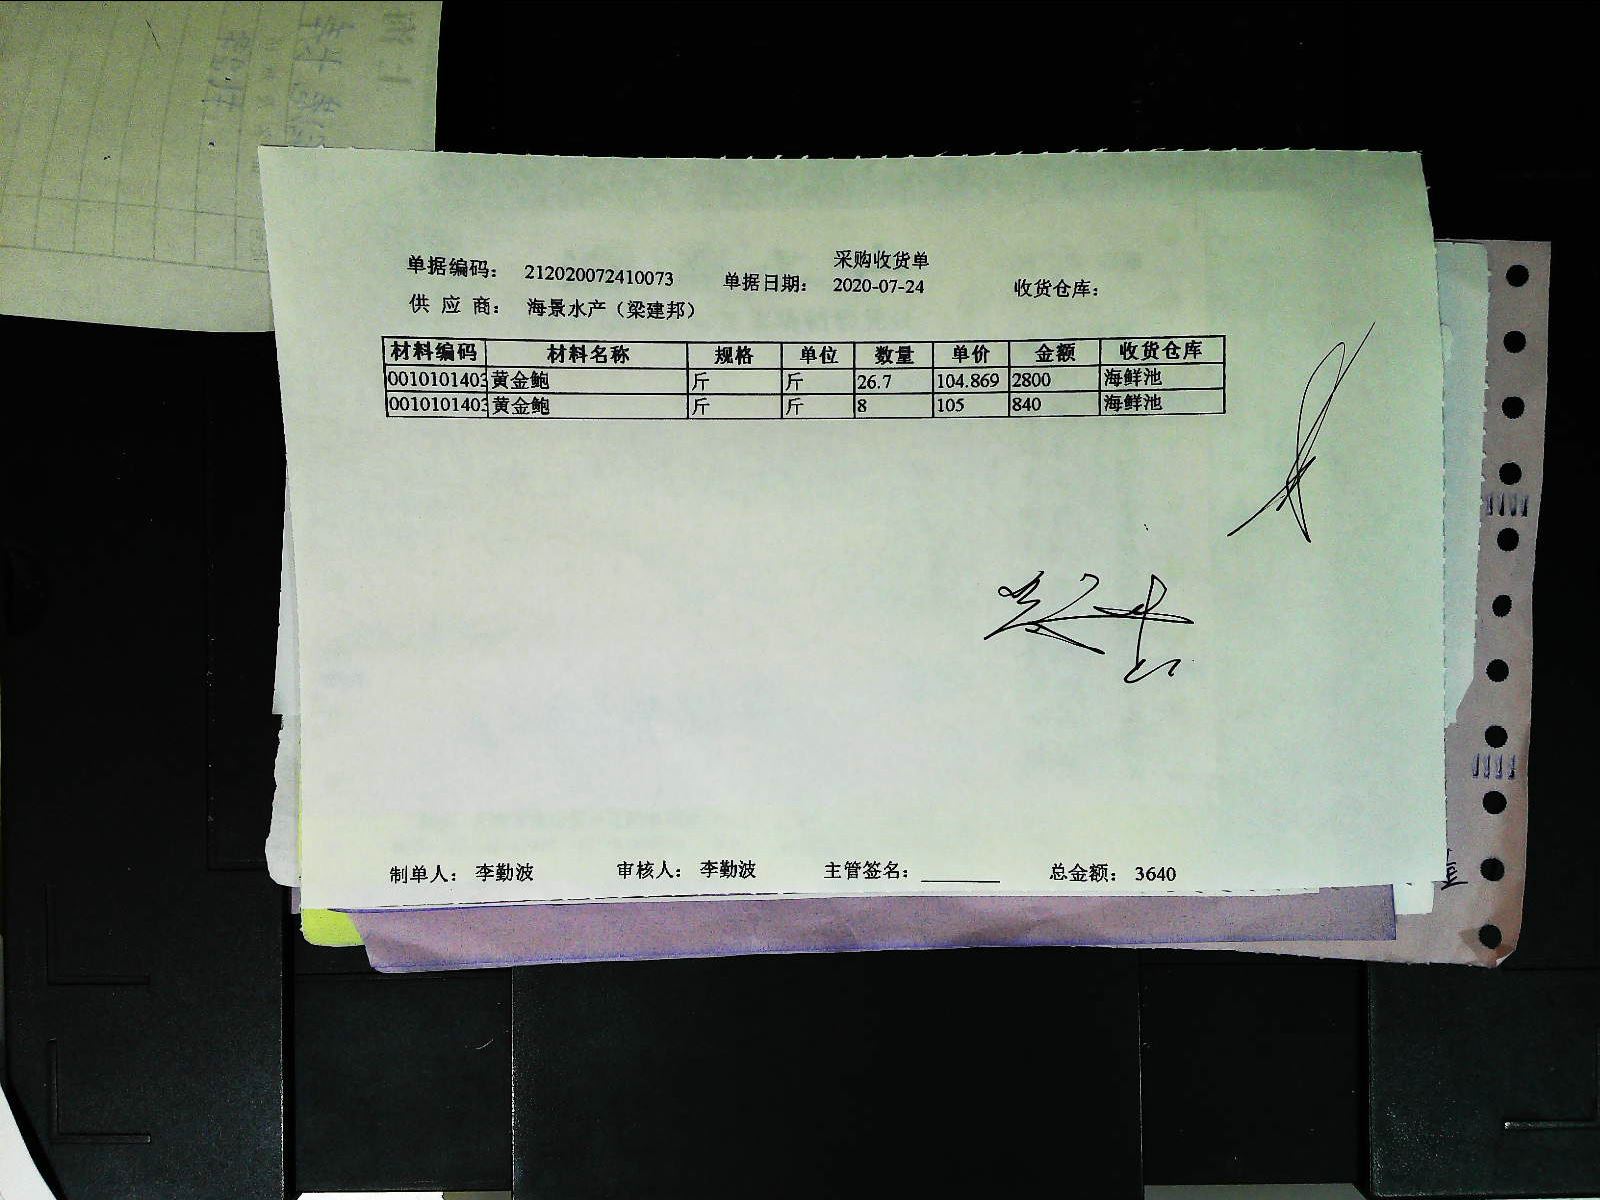 采购收货单
单据编码： 212020072410073 单据日期： 2020-07-24 收货仓库：
供 应 商： 海景水产（梁建邦）
材料编码 材料名称 规格 单位 数量 单价 金额 收货仓库
0010101403 黄金鲍 斤 斤 26.7 104.869 2800 海鲜池
0010101403 黄金鲍 斤 斤 8 105 840 海鲜池
制单人： 李勤波 审核人： 李勤波 主管签名： 总金额： 3640